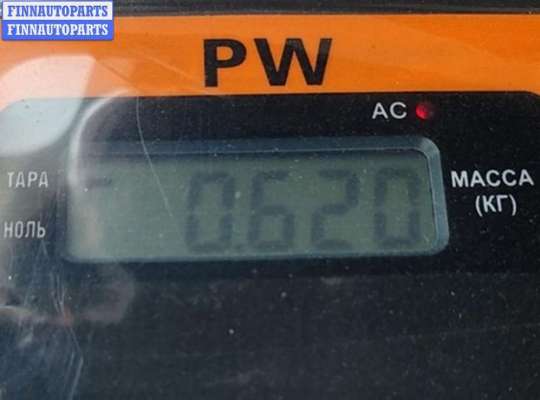 FINNAUTOPARTS
FINNAUTOPARTS
PW
AC
ТАРА
0.620
МАССА
(КГ)
НОЛЬ